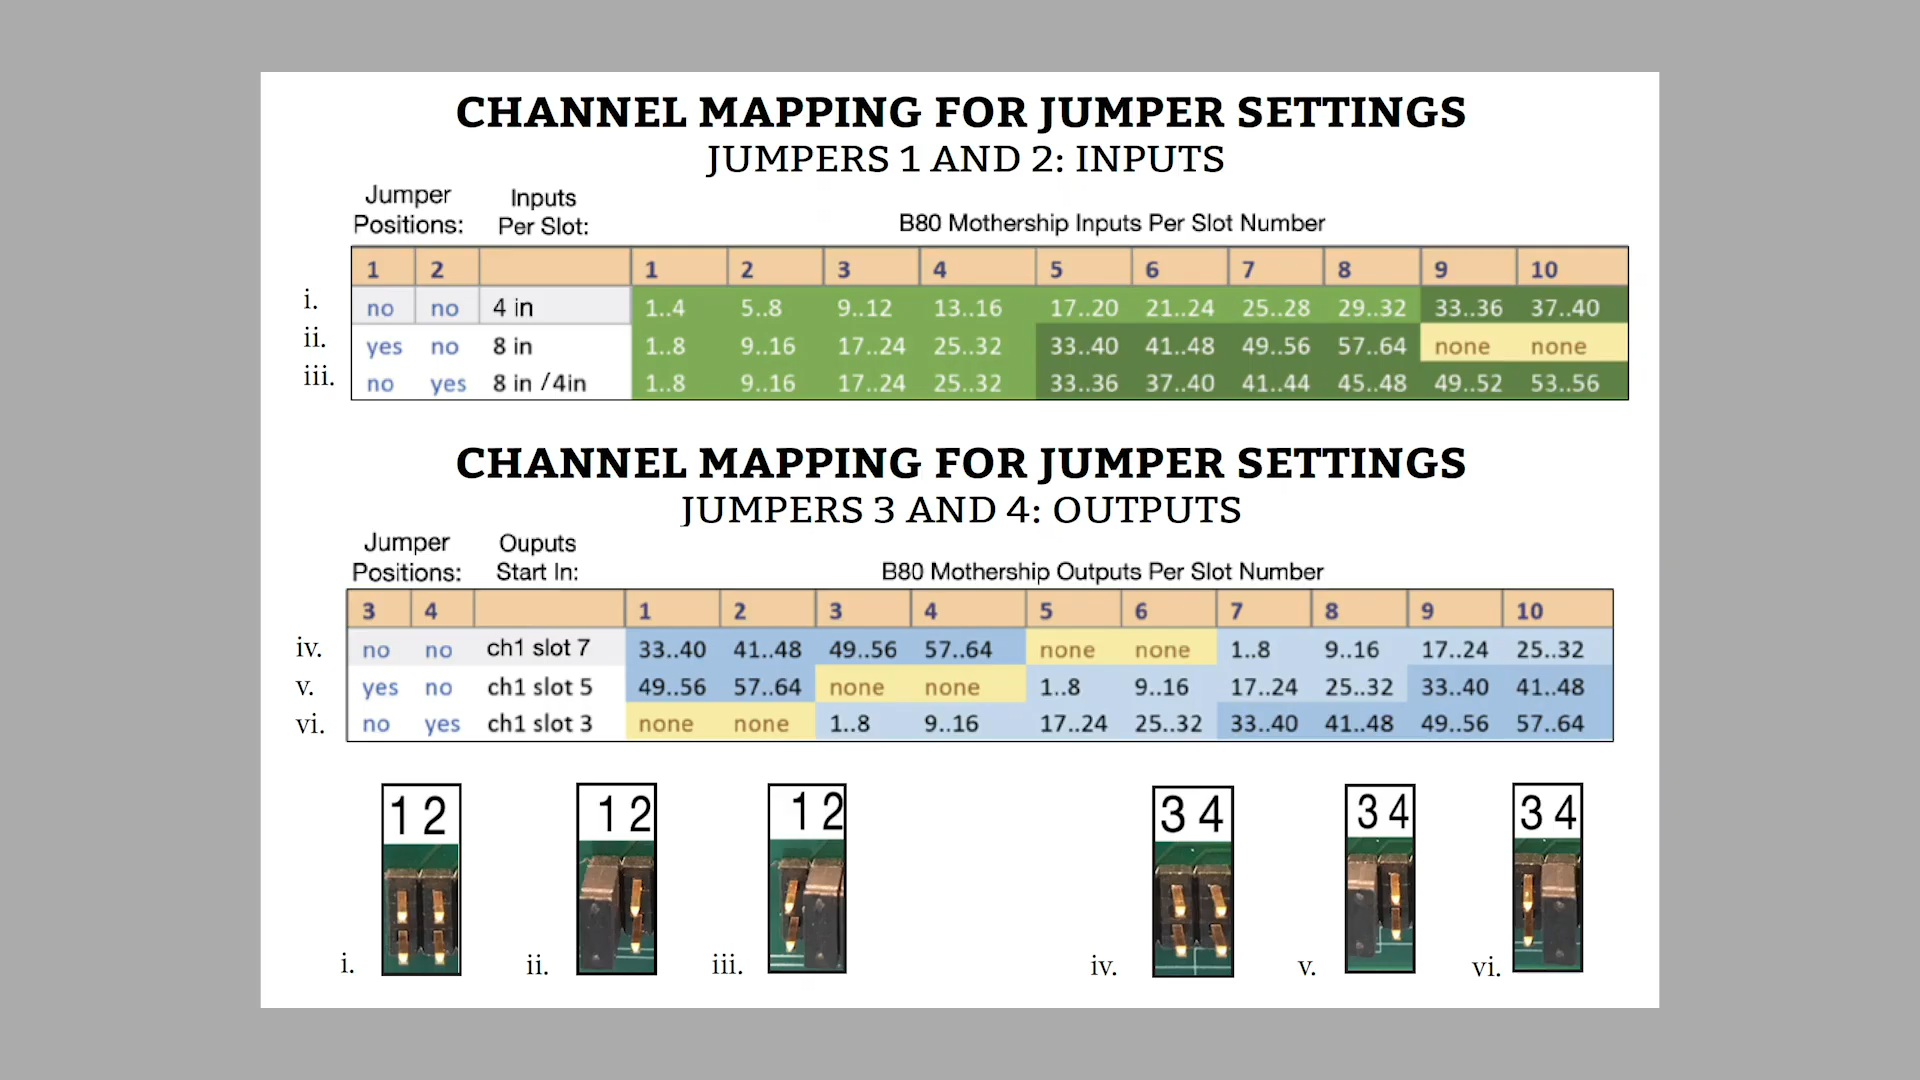 CHANNEL MAPPING FOR JUMPER SETTINGS
JUMPERS 1 AND 2: INPUTS
Jumper Positions: Inputs Per Slot: B80 Mothership Inputs Per Slot Number
1 2 1 2 3 4 5 6 7 8 9 10
i. no no 4 in 1..4 5..8 9..12 13..16 17..20 21..24 25..28 29..32 33..36 37..40
ii. yes no 8 in 1..8 9..16 17..24 25..32 33..40 41..48 49..56 57..64 none none
iii. no yes 8 in /4in 1..8 9..16 17..24 25..32 33..36 37..40 41..44 45..48 49..52 53..56
CHANNEL MAPPING FOR JUMPER SETTINGS
JUMPERS 3 AND 4: OUTPUTS
Jumper Positions: Ouputs Start In: B80 Mothership Outputs Per Slot Number
3 4 1 2 3 4 5 6 7 8 9 10
iv. no no ch1 slot 7 33..40 41..48 49..56 57..64 none none 1..8 9..16 17..24 25..32
v. yes no ch1 slot 5 49..56 57..64 none none 1..8 9..16 17..24 25..32 33..40 41..48
vi. no yes ch1 slot 3 none none 1..8 9..16 17..24 25..32 33..40 41..48 49..56 57..64
1 2 1 2 1 2 3 4 3 4 3 4
i. ii. iii. iv. v. vi.